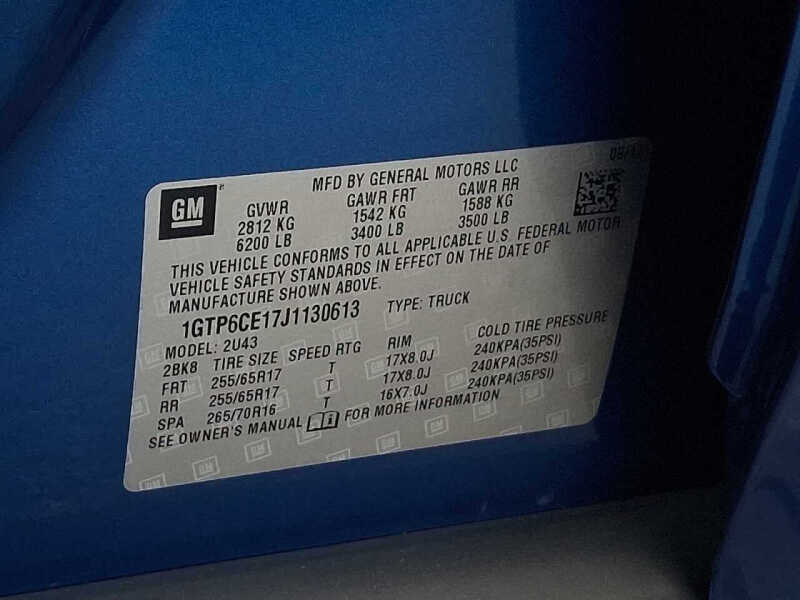 MFD BY GENERAL MOTORS LLC
GM
GVWR GAWR FRT GAWR RR
2812 KG 1542 KG 1588 KG
6200 LB 3400 LB 3500 LB
THIS VEHICLE CONFORMS TO ALL APPLICABLE U.S. FEDERAL MOTOR
VEHICLE SAFETY STANDARDS IN EFFECT ON THE DATE OF
MANUFACTURE SHOWN ABOVE.
1GTP6CE17J1130613 TYPE: TRUCK
MODEL: 2U43
2BK8 TIRE SIZE SPEED RTG RIM COLD TIRE PRESSURE
FRT 255/65R17 T 17X8.0J 240KPA(35PSI)
RR 255/65R17 T 17X8.0J 240KPA(35PSI)
SPA 265/70R16 T 16X7.0J 240KPA(35PSI)
SEE OWNER'S MANUAL FOR MORE INFORMATION